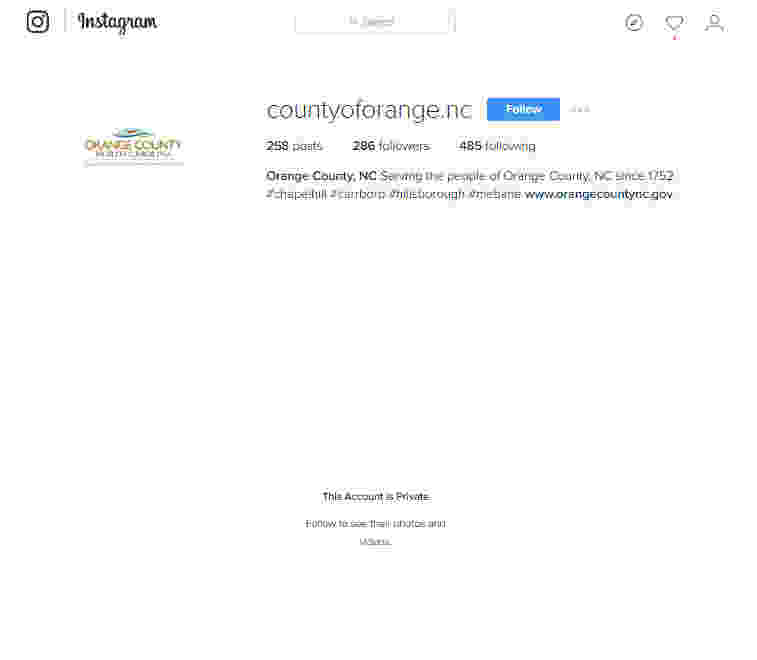 Instagram
Search
countyoforange.nc Follow
258 posts 286 followers 485 following
Orange County, NC Serving the people of Orange County, NC since 1752
#chapelhill #carrboro #hillsborough #mebane www.orangecountync.gov
ORANGE COUNTY
NORTH CAROLINA
This Account is Private
Follow to see their photos and
videos.